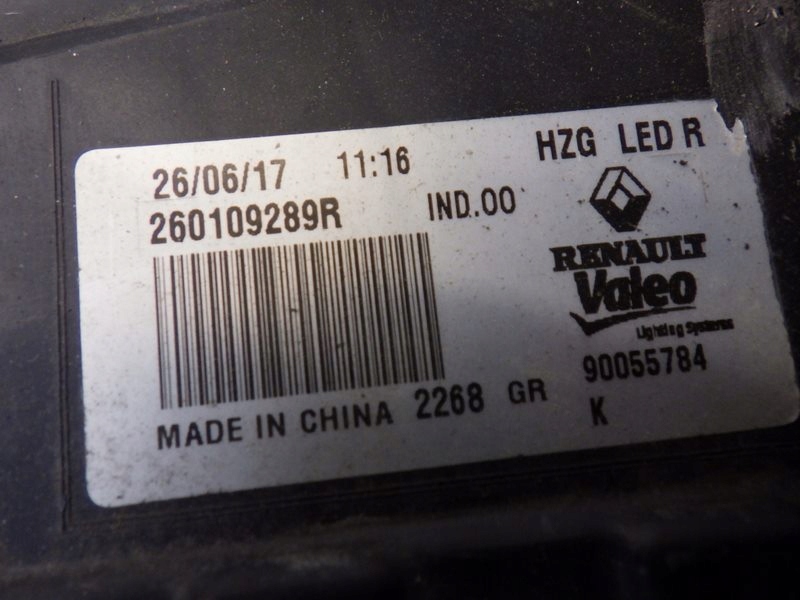 26/06/17 11:16 HZG LED R
260109289R IND.00
RENAULT
Valeo
Lighting Systems
90055784
MADE IN CHINA 2268 GR K